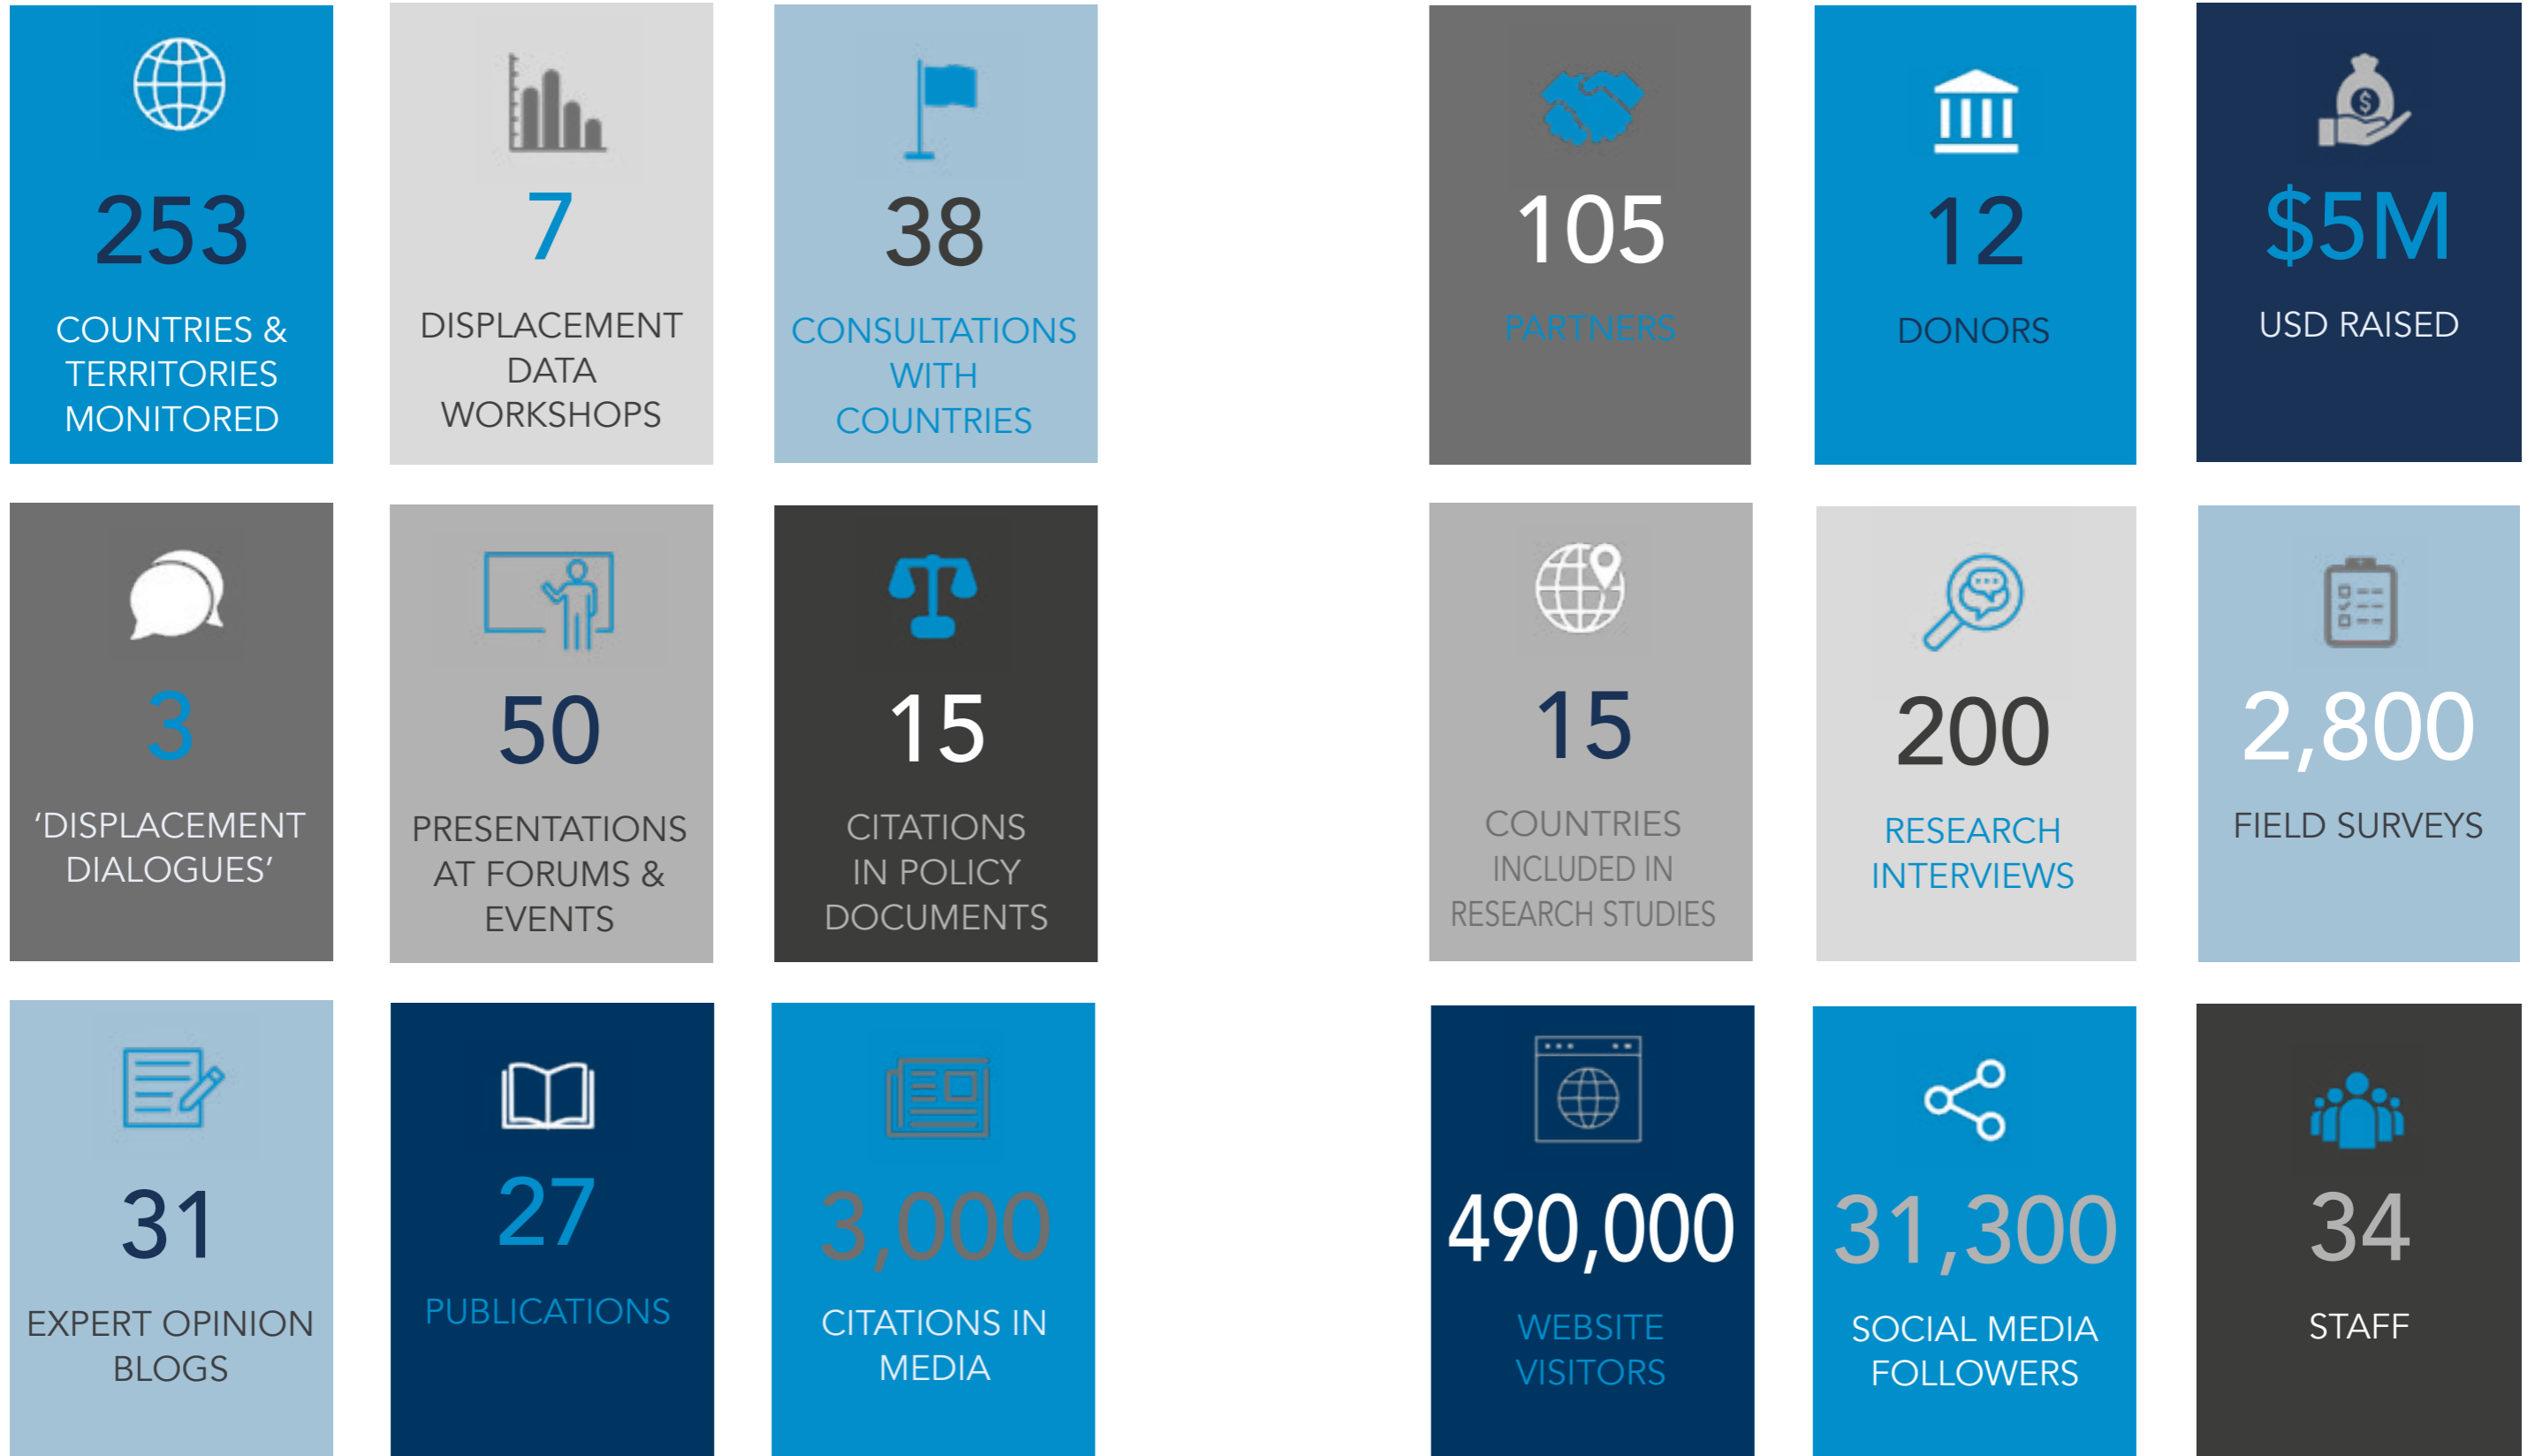 253
COUNTRIES &
TERRITORIES
MONITORED
7
DISPLACEMENT
DATA
WORKSHOPS
38
CONSULTATIONS
WITH
COUNTRIES
105
PARTNERS
12
DONORS
$5M
USD RAISED
3
‘DISPLACEMENT
DIALOGUES’
50
PRESENTATIONS
AT FORUMS &
EVENTS
15
CITATIONS
IN POLICY
DOCUMENTS
15
COUNTRIES
INCLUDED IN
RESEARCH STUDIES
200
RESEARCH
INTERVIEWS
2,800
FIELD SURVEYS
31
EXPERT OPINION
BLOGS
27
PUBLICATIONS
3,000
CITATIONS IN
MEDIA
490,000
WEBSITE
VISITORS
31,300
SOCIAL MEDIA
FOLLOWERS
34
STAFF